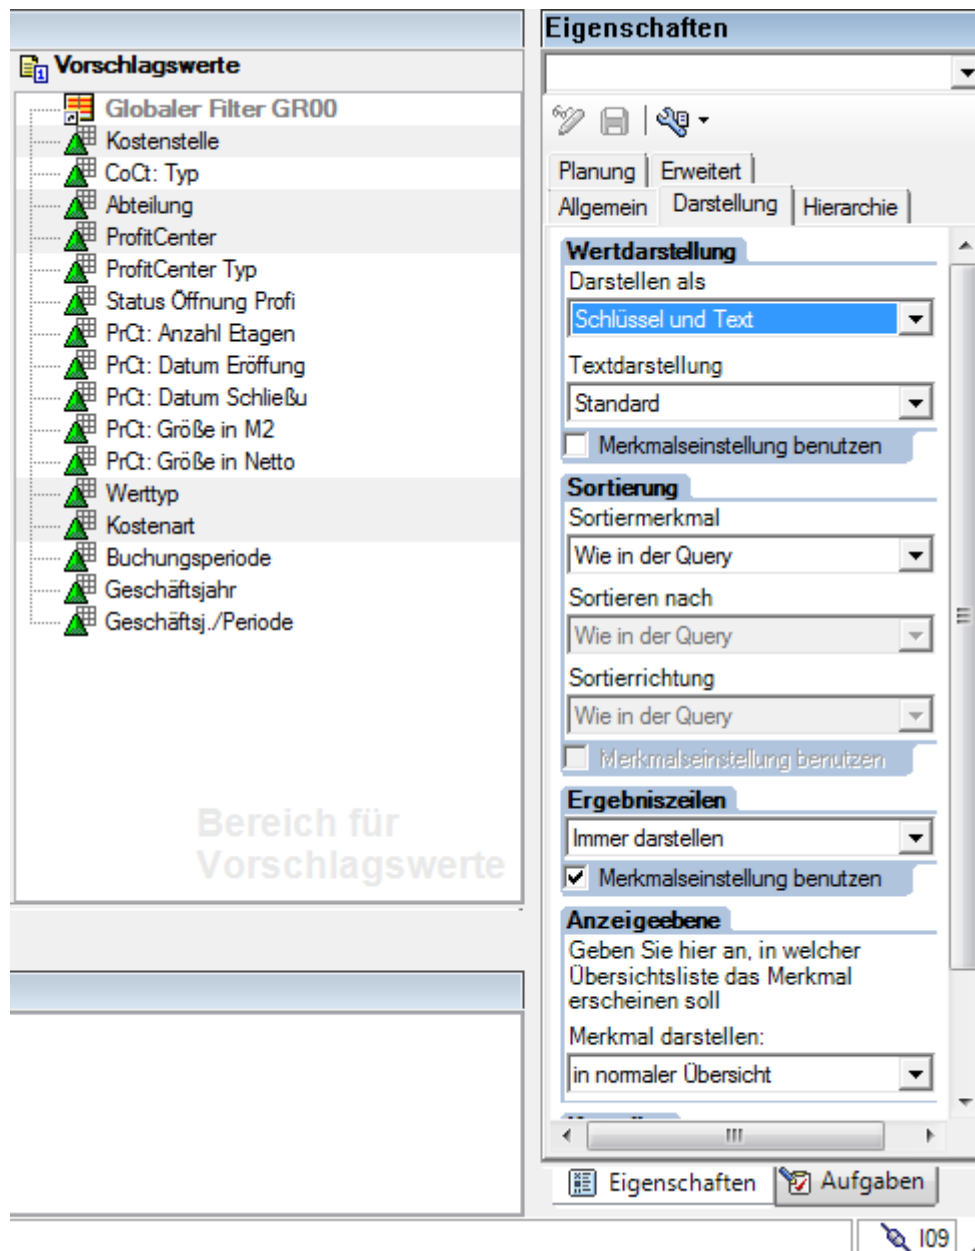 Vorschlagswerte
Globaler Filter GR00
Kostenstelle
CoCt: Typ
Abteilung
ProfitCenter
ProfitCenter Typ
Status Öffnung Profi
PrCt: Anzahl Etagen
PrCt: Datum Eröffung
PrCt: Datum Schließu
PrCt: Größe in M2
PrCt: Größe in Netto
Werttyp
Kostenart
Buchungsperiode
Geschäftsjahr
Geschäftsj./Periode
Bereich für
Vorschlagswerte
Eigenschaften
Planung Erweitert
Allgemein Darstellung Hierarchie
Wertdarstellung
Darstellen als
Schlüssel und Text
Textdarstellung
Standard
Merkmalseinstellung benutzen
Sortierung
Sortiermerkmal
Wie in der Query
Sortieren nach
Wie in der Query
Sortierrichtung
Wie in der Query
Merkmalseinstellung benutzen
Ergebniszeilen
Immer darstellen
Merkmalseinstellung benutzen
Anzeigeebene
Geben Sie hier an, in welcher
Übersichtsliste das Merkmal
erscheinen soll
Merkmal darstellen:
in normaler Übersicht
Eigenschaften Aufgaben
I09